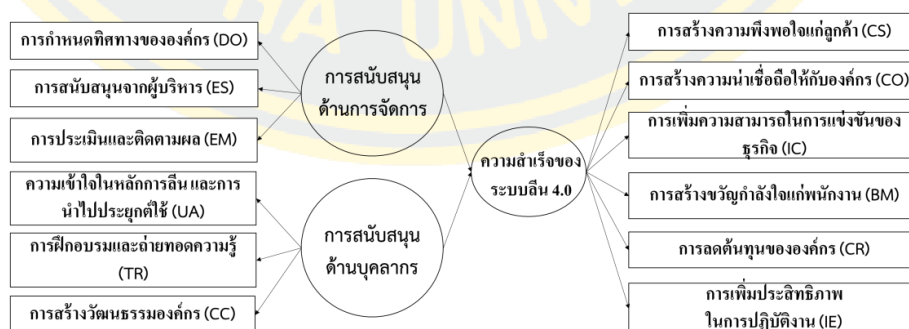 การกำหนดทิศทางขององค์กร (DO)
การสนับสนุนจากผู้บริหาร (ES)
การประเมินและติดตามผล (EM)
ความเข้าใจในหลักการลีน และการ
นำไปประยุกต์ใช้ (UA)
การฝึกอบรมและถ่ายทอดความรู้
(TR)
การสร้างวัฒนธรรมองค์กร (CC)
การสนับสนุน
ด้านการจัดการ
การสนับสนุน
ด้านบุคลากร
ความสำเร็จของ
ระบบลีน 4.0
การสร้างความพึงพอใจแก่ลูกค้า (CS)
การสร้างความน่าเชื่อถือให้กับองค์กร (CO)
การเพิ่มความสามารถในการแข่งขันของ
ธุรกิจ (IC)
การสร้างขวัญกำลังใจแก่พนักงาน (BM)
การลดต้นทุนขององค์กร (CR)
การเพิ่มประสิทธิภาพ
ในการปฏิบัติงาน (IE)